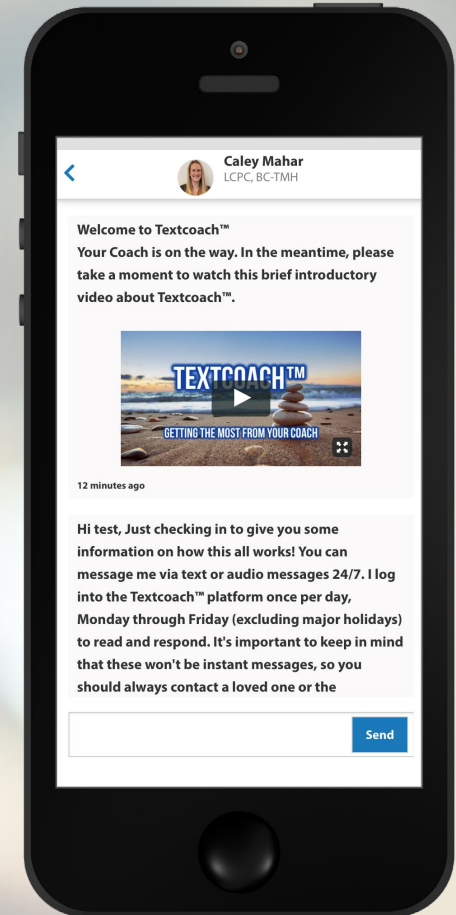 Caley Mahar
LCPC, BC-TMH
Welcome to Textcoach™
Your Coach is on the way. In the meantime, please
take a moment to watch this brief introductory
video about Textcoach™.
TEXTCOACH™
GETTING THE MOST FROM YOUR COACH
12 minutes ago
Hi test, Just checking in to give you some
information on how this all works! You can
message me via text or audio messages 24/7. I log
into the Textcoach™ platform once per day,
Monday through Friday (excluding major holidays)
to read and respond. It's important to keep in mind
that these won't be instant messages, so you
should always contact a loved one or the
Send